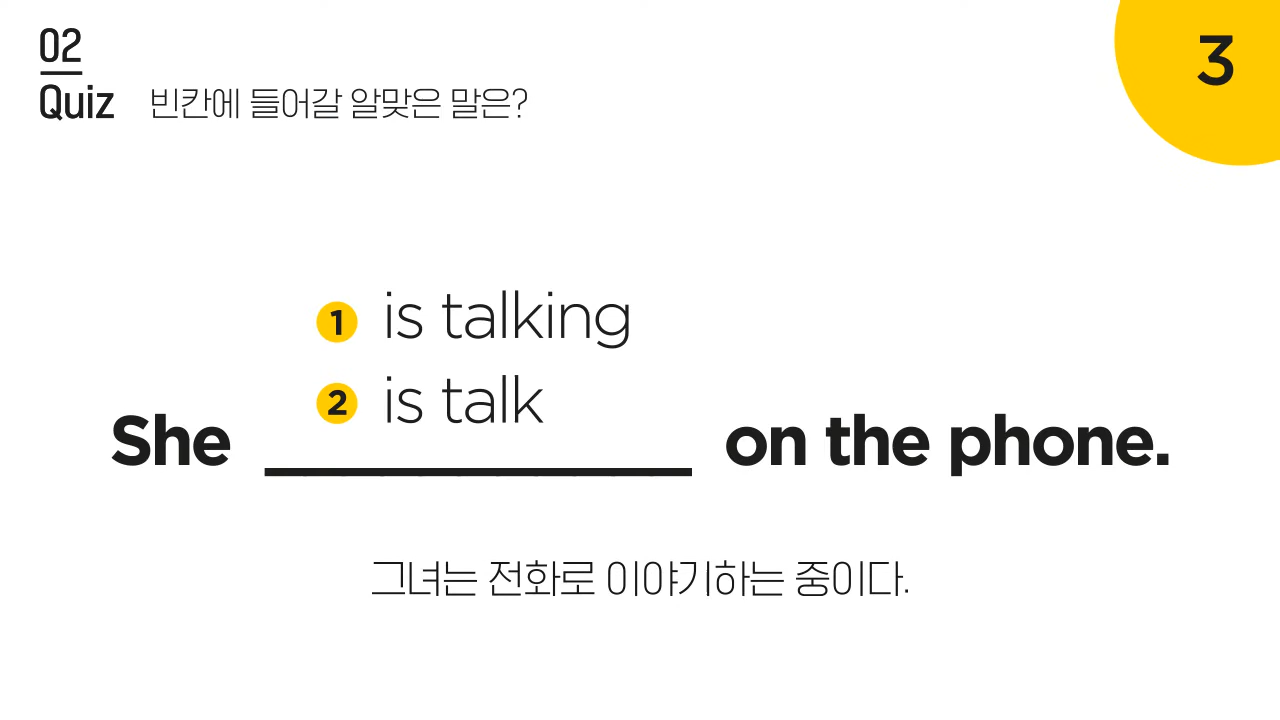 02
Quiz 빈칸에 들어갈 알맞은 말은?
3
1 is talking
2 is talk
She ___________ on the phone.
그녀는 전화로 이야기하는 중이다.